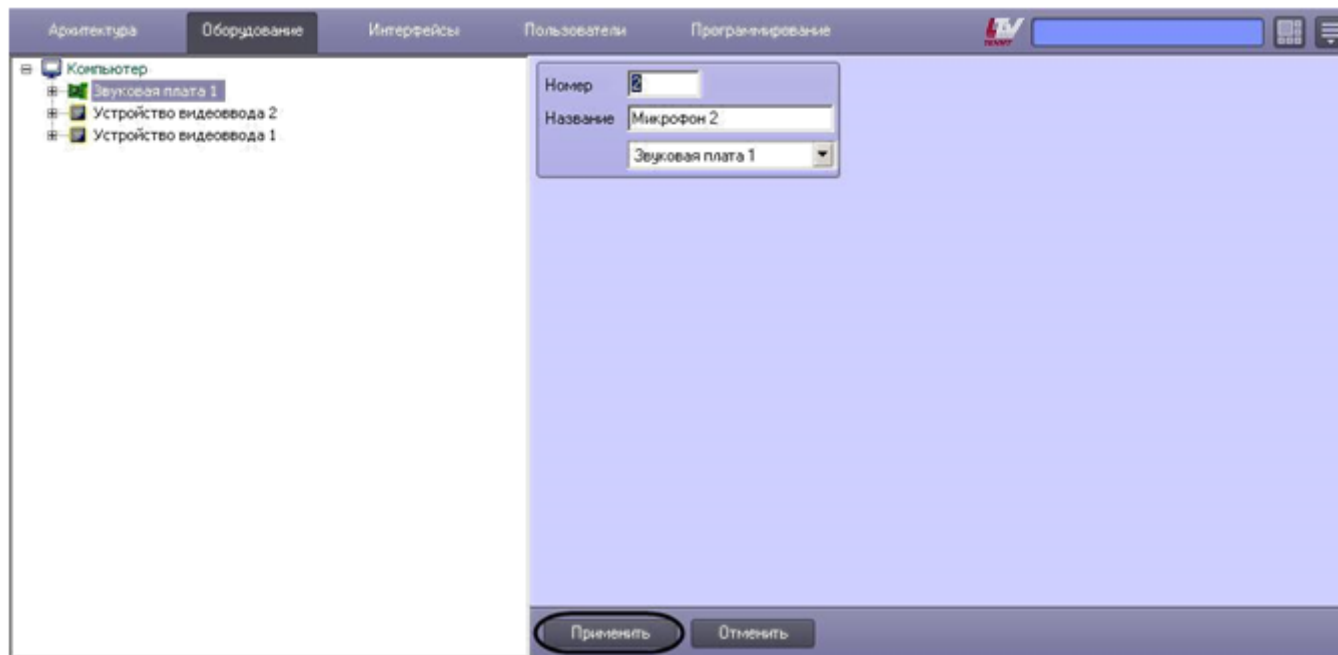 Архитектура Оборудование Интерфейсы Пользователи Программирование LTV
Компьютер
Звуковая плата 1
Устройство видеоввода 2
Устройство видеоввода 1
Номер 2
Название Микрофон 2
Звуковая плата 1
Применить Отменить